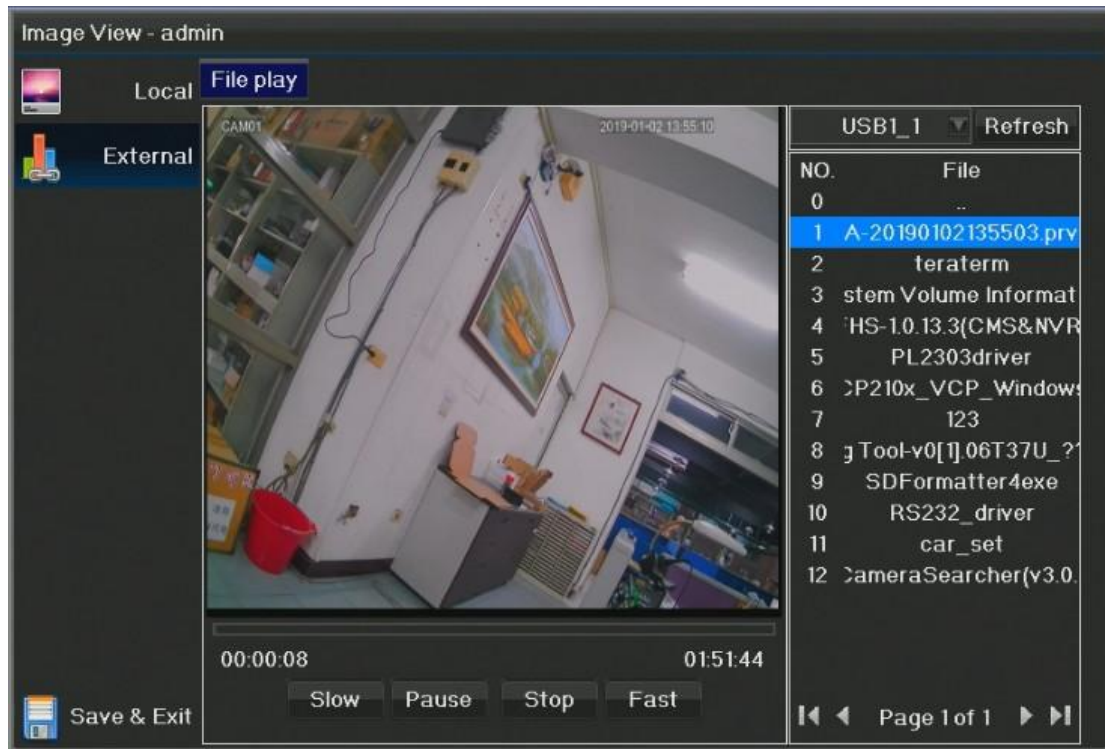 Image View - admin
Local
External
Save & Exit
File play
CAM01
2019-01-02 13:55:10
00:00:08
01:51:44
Slow
Pause
Stop
Fast
USB1_1
Refresh
NO. File
0 ..
1 A-20190102135503.prv
2 teraterm
3 stem Volume Informat
4 HS-1.0.13.3(CMS&NVR
5 PL2303driver
6 CP210x_VCP_Windows
7 123
8 g Tool-v0[1].06T37U_??
9 SDFormatter4exe
10 RS232_driver
11 car_set
12 CameraSearcher(v3.0.
Page 1 of 1